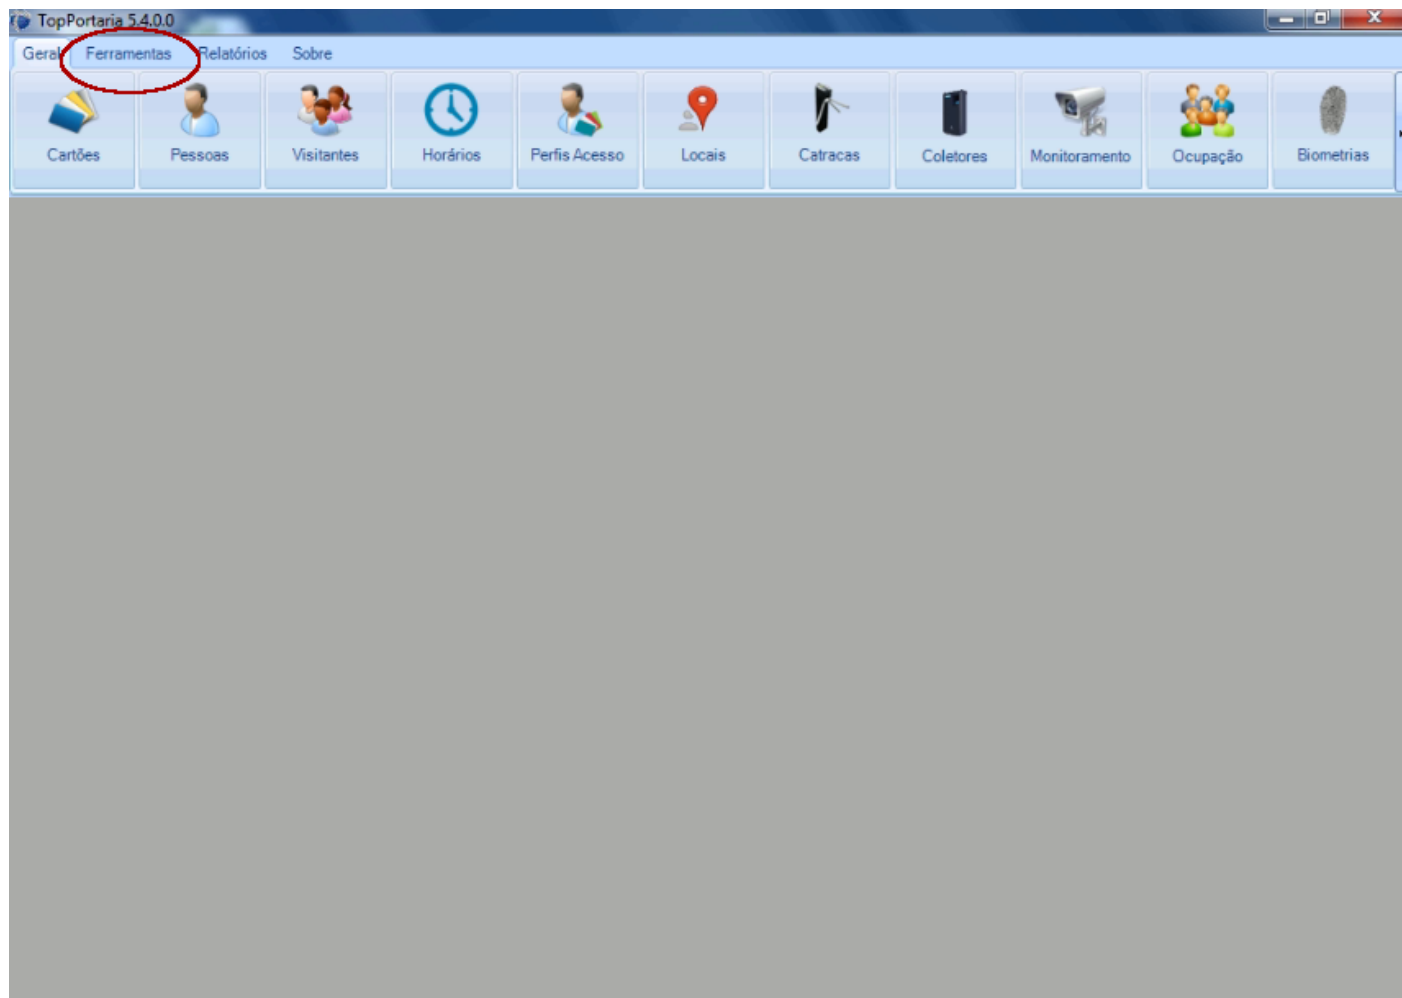 TopPortaria 5.4.0.0
Geral Ferramentas Relatórios Sobre
Cartões Pessoas Visitantes Horários Perfis Acesso Locais Catracas Coletores Monitoramento Ocupação Biometrias